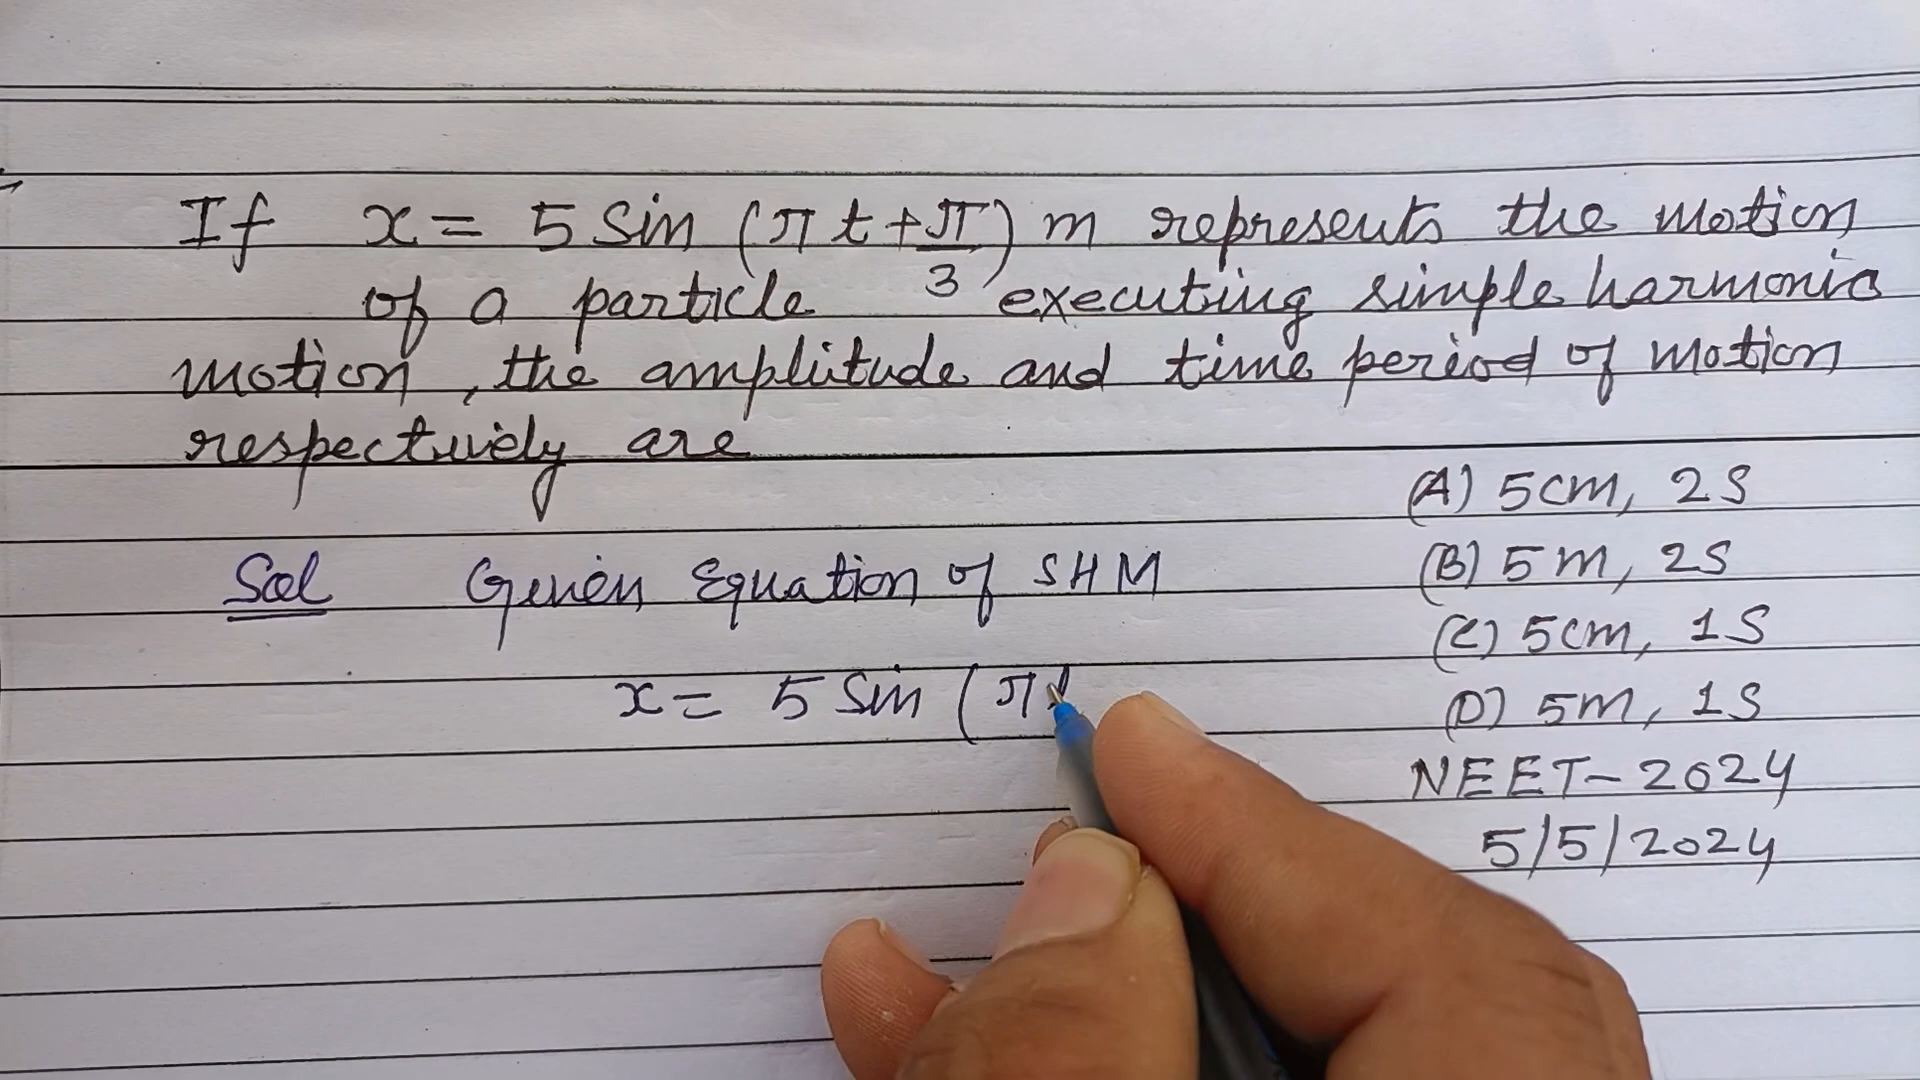 If x = 5 Sin (π t + π/3) m represents the motion
of a particle executing simple harmonic
motion, the amplitude and time period of motion
respectively are
(A) 5cm, 2S
(B) 5m, 2S
(C) 5cm, 1S
(D) 5m, 1S
NEET-2024
5/5/2024
Sol Given Equation of SHM
x = 5 Sin (π